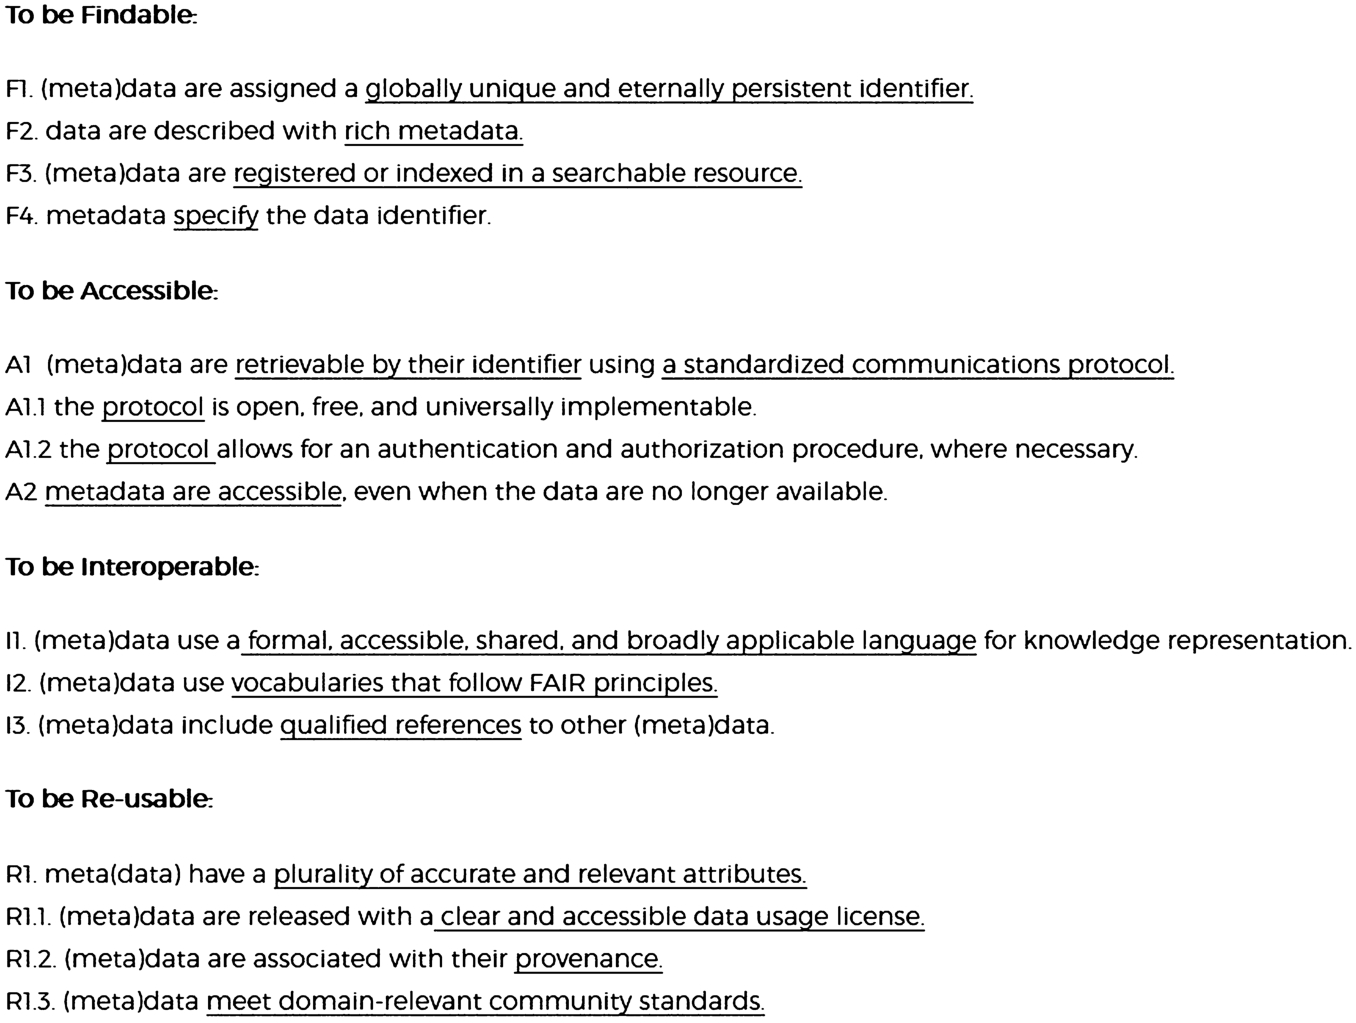 To be Findable:
F1. (meta)data are assigned a globally unique and eternally persistent identifier.
F2. data are described with rich metadata.
F3. (meta)data are registered or indexed in a searchable resource.
F4. metadata specify the data identifier.
To be Accessible:
A1 (meta)data are retrievable by their identifier using a standardized communications protocol.
A1.1 the protocol is open, free, and universally implementable.
A1.2 the protocol allows for an authentication and authorization procedure, where necessary.
A2 metadata are accessible, even when the data are no longer available.
To be Interoperable:
I1. (meta)data use a formal, accessible, shared, and broadly applicable language for knowledge representation.
I2. (meta)data use vocabularies that follow FAIR principles.
I3. (meta)data include qualified references to other (meta)data.
To be Re-usable:
R1. meta(data) have a plurality of accurate and relevant attributes.
R1.1. (meta)data are released with a clear and accessible data usage license.
R1.2. (meta)data are associated with their provenance.
R1.3. (meta)data meet domain-relevant community standards.